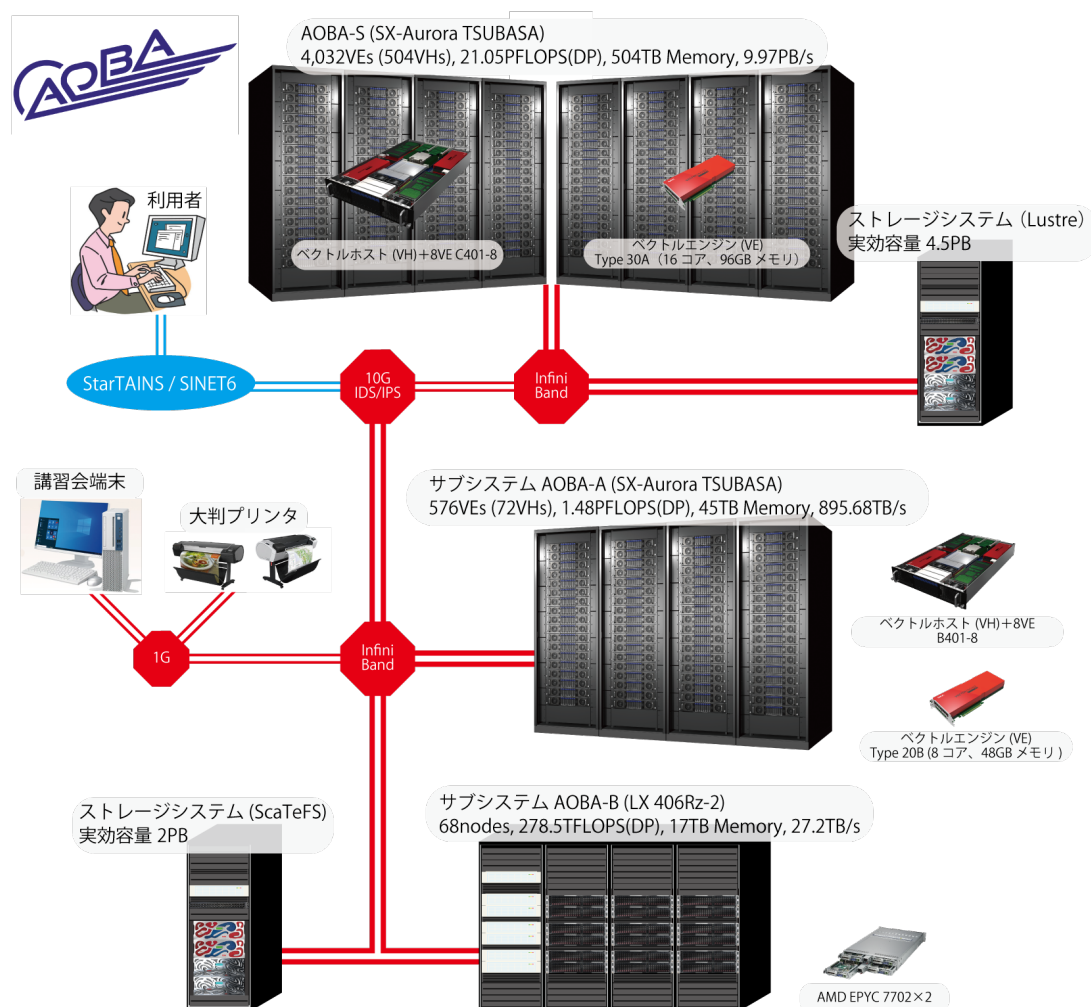 AOBA
AOBA-S (SX-Aurora TSUBASA)
4,032VEs (504VHs), 21.05PFLOPS(DP), 504TB Memory, 9.97PB/s
利用者
ベクトルホスト (VH)＋8VE C401-8
ベクトルエンジン (VE)
Type 30A（16 コア、96GB メモリ）
ストレージシステム（Lustre）
実効容量 4.5PB
StarTAINS / SINET6
10G
IDS/IPS
Infini
Band
講習会端末
大判プリンタ
サブシステム AOBA-A (SX-Aurora TSUBASA)
576VEs (72VHs), 1.48PFLOPS(DP), 45TB Memory, 895.68TB/s
ベクトルホスト (VH)＋8VE
B401-8
1G
Infini
Band
ベクトルエンジン (VE)
Type 20B (8 コア、48GB メモリ )
ストレージシステム (ScaTeFS)
実効容量 2PB
サブシステム AOBA-B (LX 406Rz-2)
68nodes, 278.5TFLOPS(DP), 17TB Memory, 27.2TB/s
AMD EPYC 7702×2